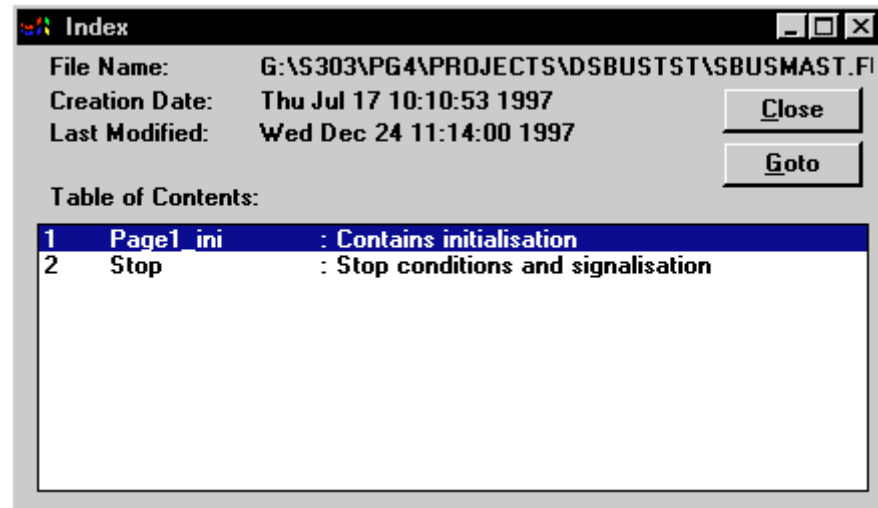 Index
File Name: G:\S303\PG4\PROJECTS\DSBUSTST\SBUSMAST.F
Creation Date: Thu Jul 17 10:10:53 1997
Close
Last Modified: Wed Dec 24 11:14:00 1997
Goto
Table of Contents:
1 Page1_ini : Contains initialisation
2 Stop : Stop conditions and signalisation